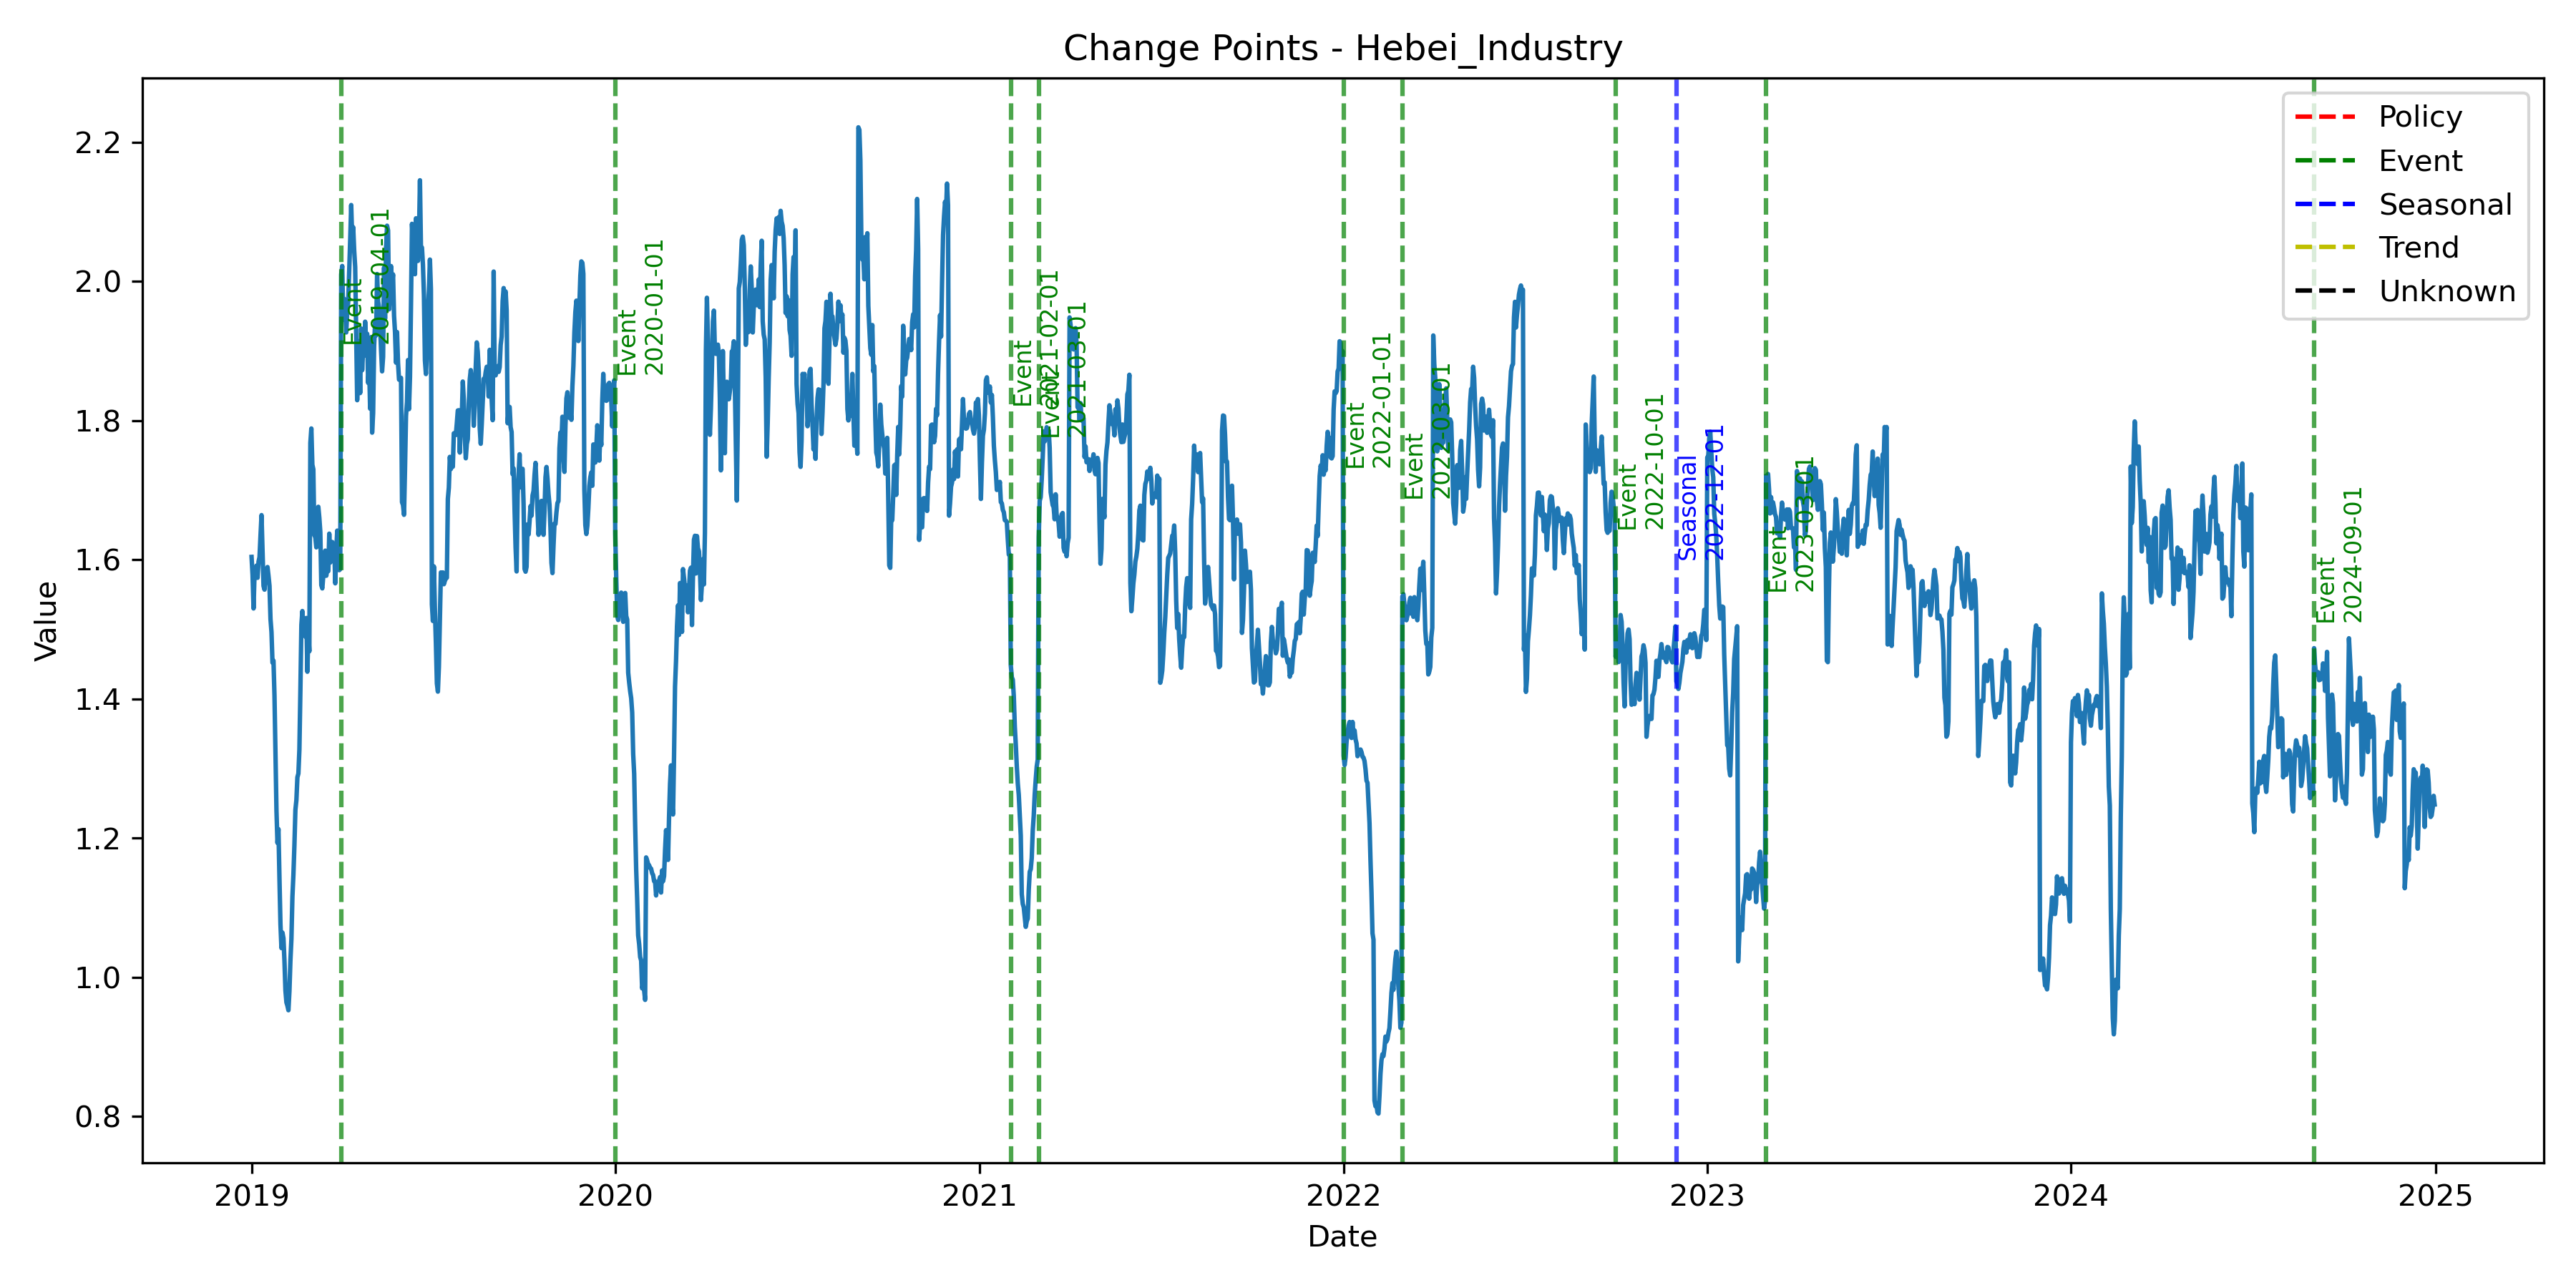 Change Points - Hebei_Industry
Value
2.2
2.0
1.8
1.6
1.4
1.2
1.0
0.8
Event
2019-04-01
Event
2020-01-01
Event
2021-02-01
Event
2021-03-01
Event
2022-01-01
Event
2022-03-01
Event
2022-10-01
Seasonal
2022-12-01
Event
2023-03-01
Event
2024-09-01
Policy
Event
Seasonal
Trend
Unknown
2019
2020
2021
2022
2023
2024
2025
Date